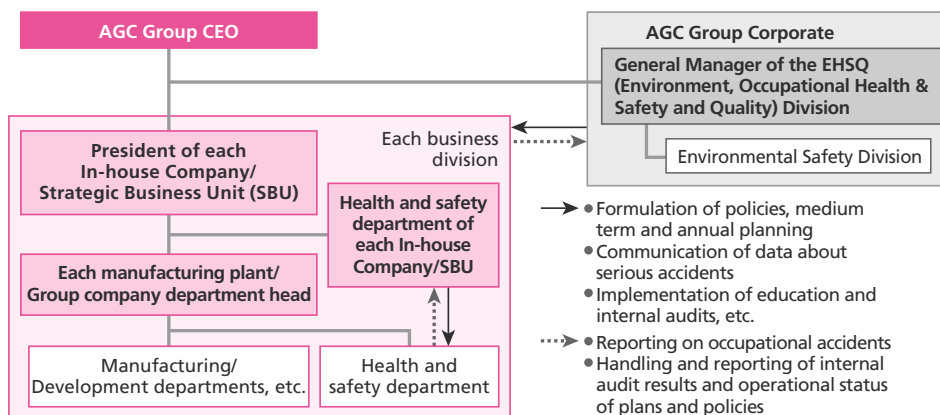 AGC Group CEO
AGC Group Corporate
General Manager of the EHSQ
(Environment, Occupational Health &
Safety and Quality) Division
Environmental Safety Division
Each business
division
President of each
In-house Company/
Strategic Business Unit (SBU)
Health and safety
department of
each In-house
Company/SBU
Each manufacturing plant/
Group company department head
Manufacturing/
Development departments, etc.
Health and
safety department
● Formulation of policies, medium
term and annual planning
● Communication of data about
serious accidents
● Implementation of education and
internal audits, etc.
● Reporting on occupational accidents
● Handling and reporting of internal
audit results and operational status
of plans and policies